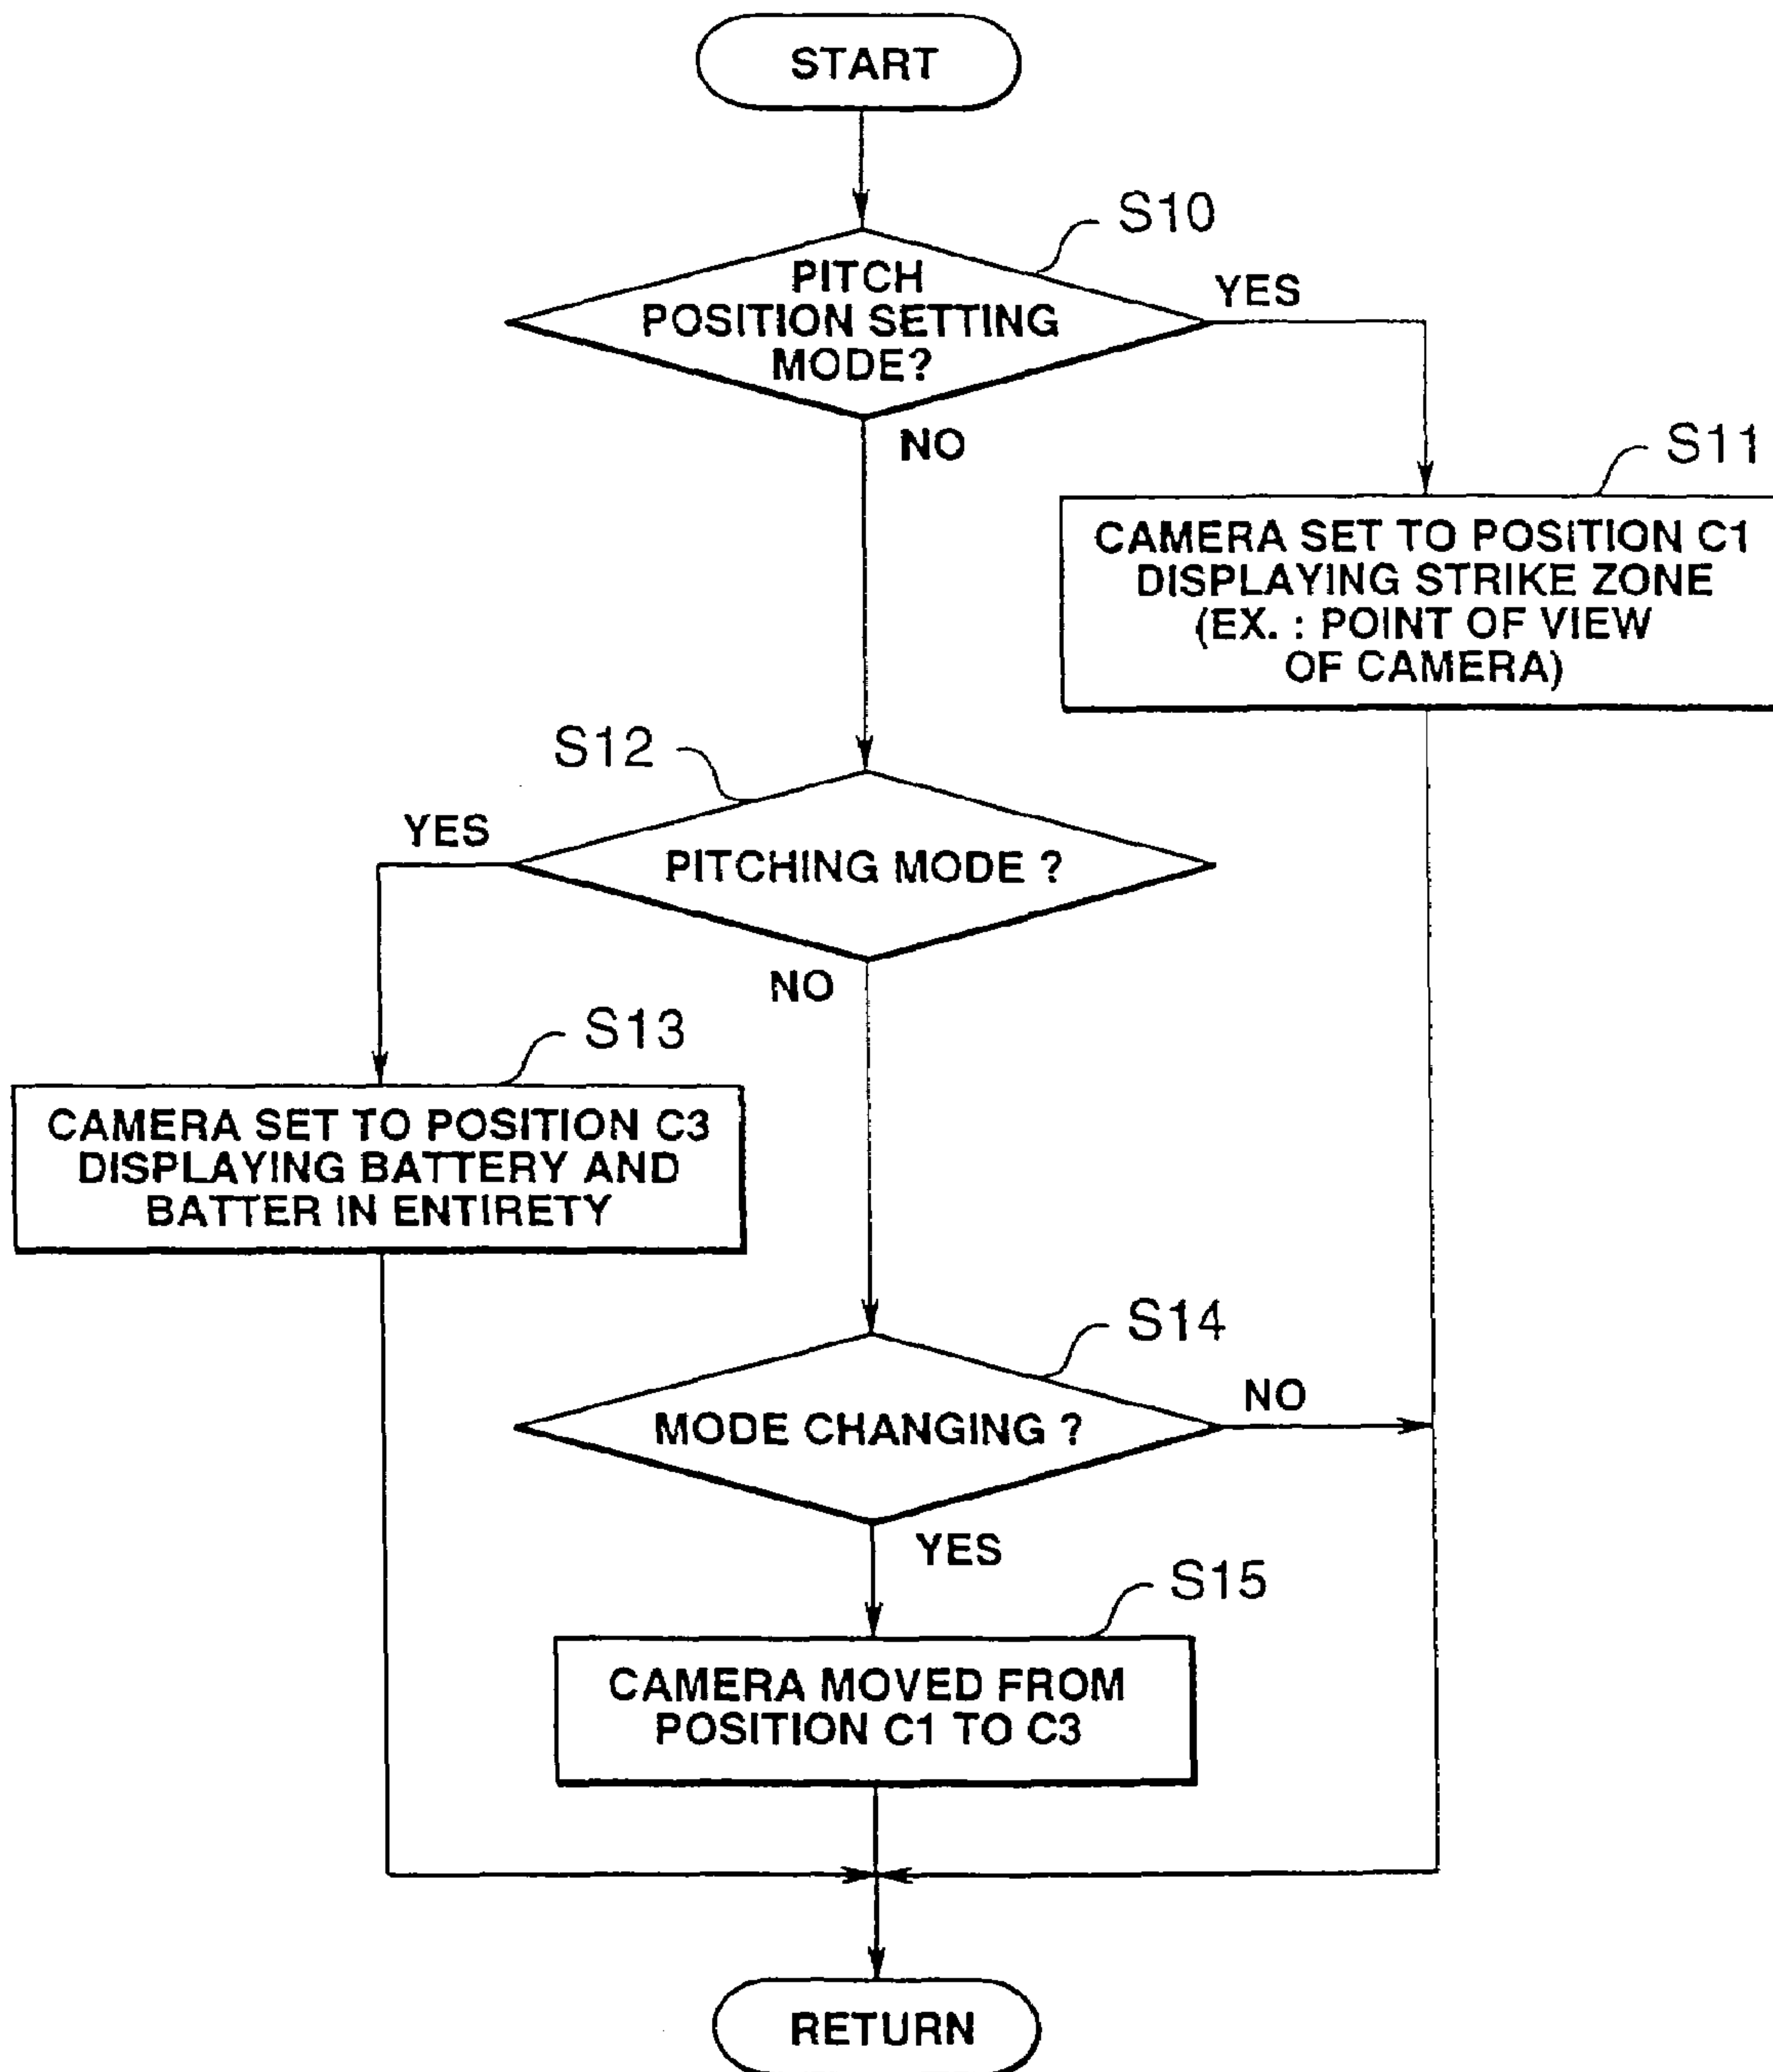 START
S10
PITCH
POSITION SETTING
MODE?
YES
NO
S11
CAMERA SET TO POSITION C1
DISPLAYING STRIKE ZONE
(EX. : POINT OF VIEW
OF CAMERA)
S12
YES
PITCHING MODE ?
NO
S13
CAMERA SET TO POSITION C3
DISPLAYING BATTERY AND
BATTER IN ENTIRETY
S14
MODE CHANGING ?
NO
YES
S15
CAMERA MOVED FROM
POSITION C1 TO C3
RETURN